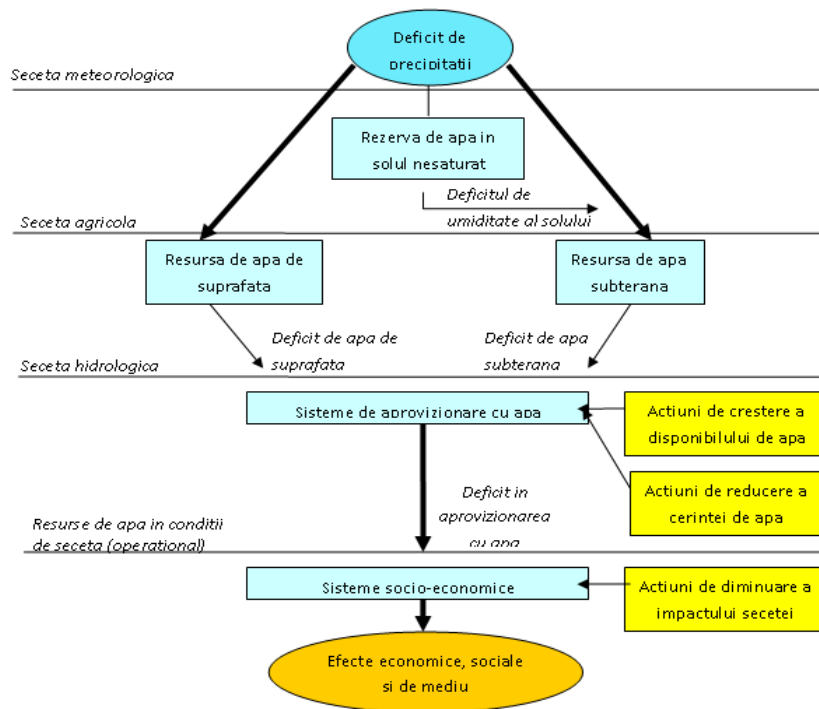 Deficit de
precipitatii
Seceta meteorologica
Rezerva de apa in
solul nesaturat
Deficitul de
umiditate al solului
Seceta agricola
Resursa de apa de
suprafata
Resursa de apa
subterana
Deficit de apa de
suprafata
Deficit de apa
subterana
Seceta hidrologica
Sisteme de aprovizionare cu apa
Actiuni de crestere a
disponibilului de apa
Actiuni de reducere a
cerintei de apa
Deficit in
aprovizionarea
cu apa
Resurse de apa in conditii
de seceta (operational)
Sisteme socio-economice
Actiuni de diminuare a
impactului secetei
Efecte economice, sociale
si de mediu